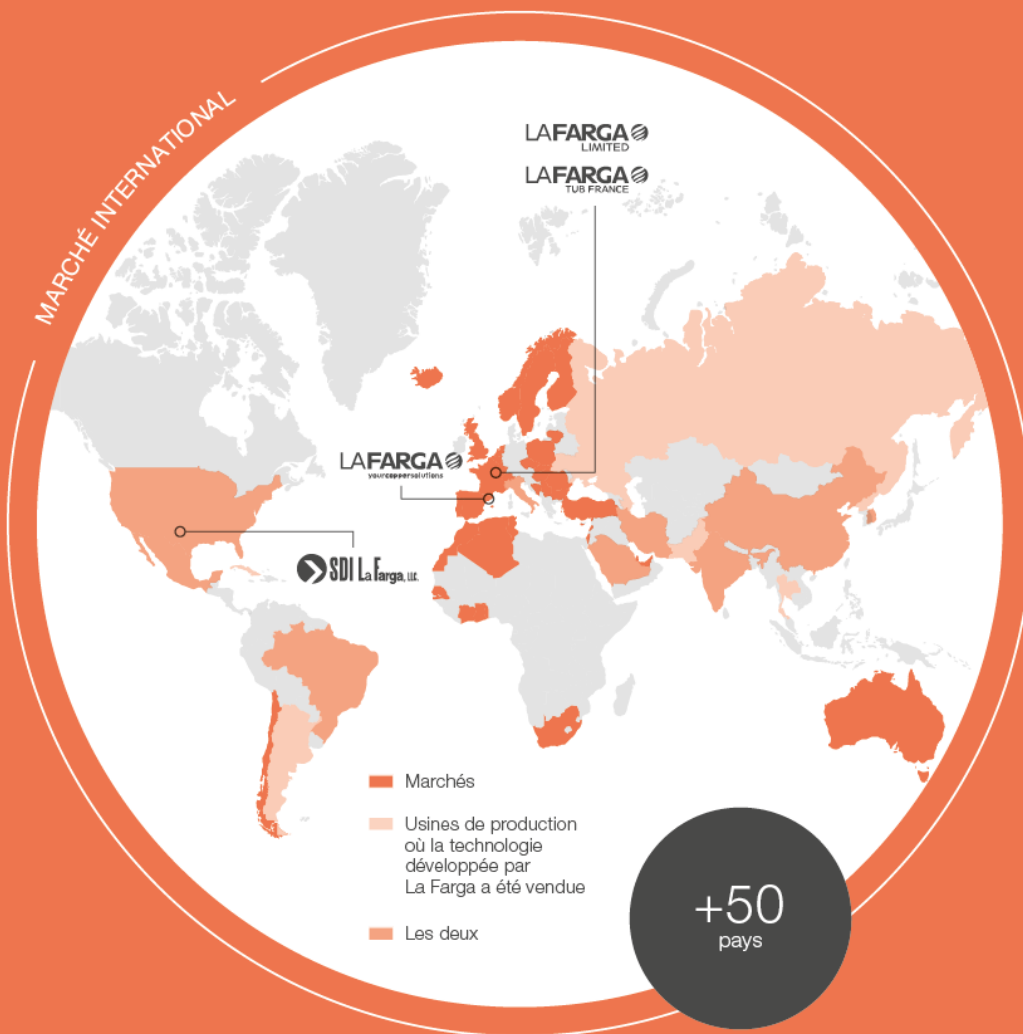 MARCHÉ INTERNATIONAL
LAFARGA
LIMITED
LAFARGA
TUB FRANCE
LAFARGA
yourcoppersolutions
SDI La Farga, LLC.
Marchés
Usines de production
où la technologie
développée par
La Farga a été vendue
Les deux
+50
pays